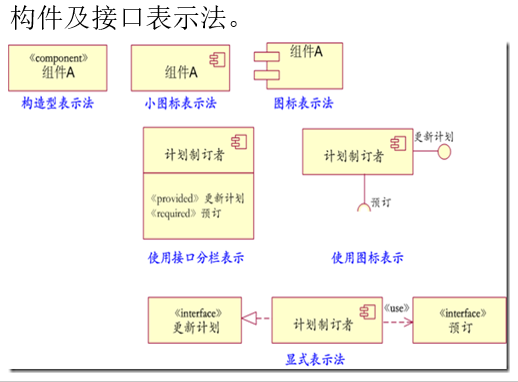 构件及接口表示法。
«component»
组件A
组件A
组件A
构造型表示法
小图标表示法
图标表示法
计划制订者
«provided» 更新计划
«required» 预订
计划制订者
更新计划
预订
使用接口分栏表示
使用图标表示
«interface»
更新计划
计划制订者
«use»
«interface»
预订
显式表示法